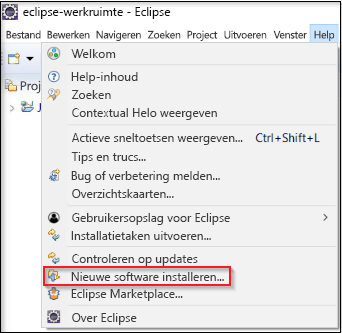 eclipse-werkruimte - Eclipse
Bestand Bewerken Navigeren Zoeken Project Uitvoeren Venster Help
Welkom
Help-inhoud
Zoeken
Contextual Helo weergeven
Actieve sneltoetsen weergeven... Ctrl+Shift+L
Tips en trucs...
Bug of verbetering melden...
Overzichtskaarten...
Gebruikersopslag voor Eclipse
Installatietaken uitvoeren...
Controleren op updates
Nieuwe software installeren...
Eclipse Marketplace...
Over Eclipse